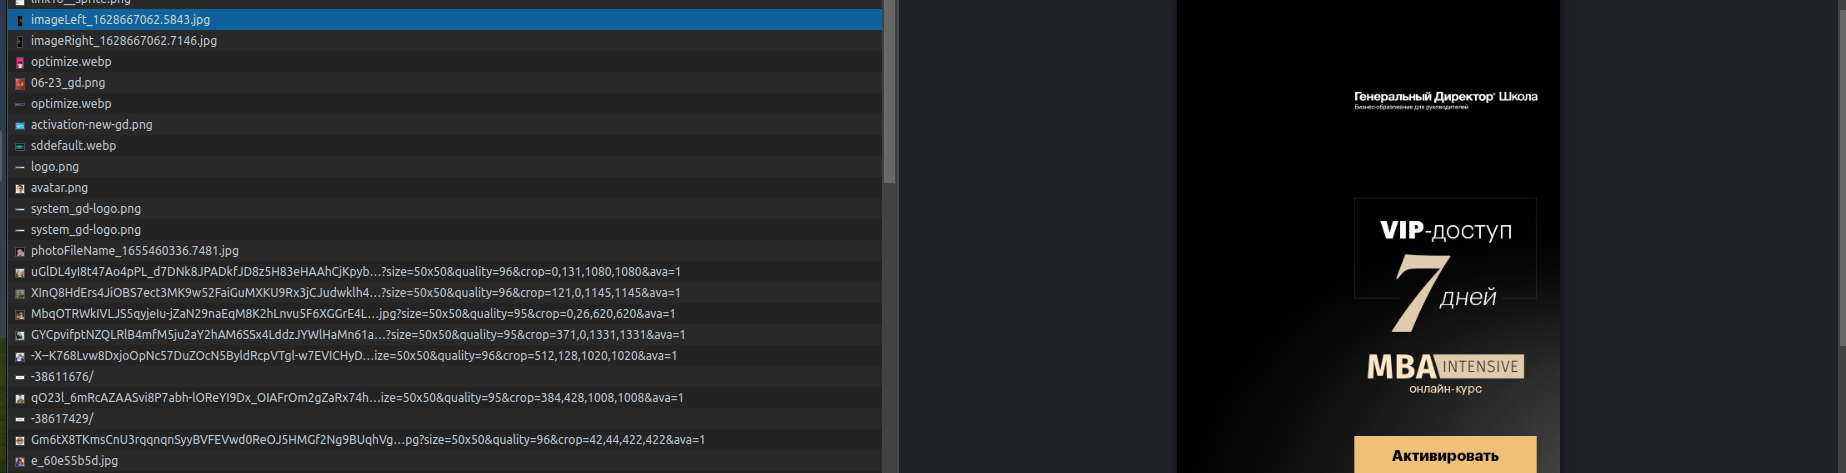 imageLeft_1628667062.5843.jpg
imageRight_1628667062.7146.jpg
optimize.webp
06-23_gd.png
optimize.webp
activation-new-gd.png
sddefault.webp
logo.png
avatar.png
system_gd-logo.png
system_gd-logo.png
photoFileName_1655460336.7481.jpg
uGlDL4yI8t47Ao4pPL_d7DNk8JPADkfJD8z5H83eHAAhCjKpyb…?size=50x50&quality=96&crop=0,131,1080,1080&ava=1
XInQ8HdErs4JiOBS7ect3MK9w52FaiGuMXKU9Rx3jCJudwklh4…?size=50x50&quality=96&crop=121,0,1145,1145&ava=1
MbqOTRWkIVLJS5qyjeIu-jZaN29naEqM8K2hLnvu5F6XGGrE4L…jpg?size=50x50&quality=95&crop=0,26,620,620&ava=1
GYCpvifptNZQLRlB4mfM5ju2aY2hAM6SSx4LddzJYWlHaMn61a…?size=50x50&quality=95&crop=371,0,1331,1331&ava=1
-X--K768Lvw8DxjoOpNc57DuZOcN5ByldRcpVTgl-w7EVICHyD…ize=50x50&quality=96&crop=512,128,1020,1020&ava=1
-38611676/
qO23l_6mRcAZAASvi8P7abh-lOReYI9Dx_OIAFrOm2gZaRx74h…ize=50x50&quality=95&crop=384,428,1008,1008&ava=1
-38617429/
Gm6tX8TKmsCnU3rqqnqnSyyBVFEVwd0ReOJ5HMGf2Ng9BUqhVg…pg?size=50x50&quality=96&crop=42,44,422,422&ava=1
e_60e55b5d.jpg
Генеральный Директор® Школа
Бизнес-образование для руководителей
VIP-доступ
7 дней
MBA INTENSIVE
онлайн-курс
Активировать